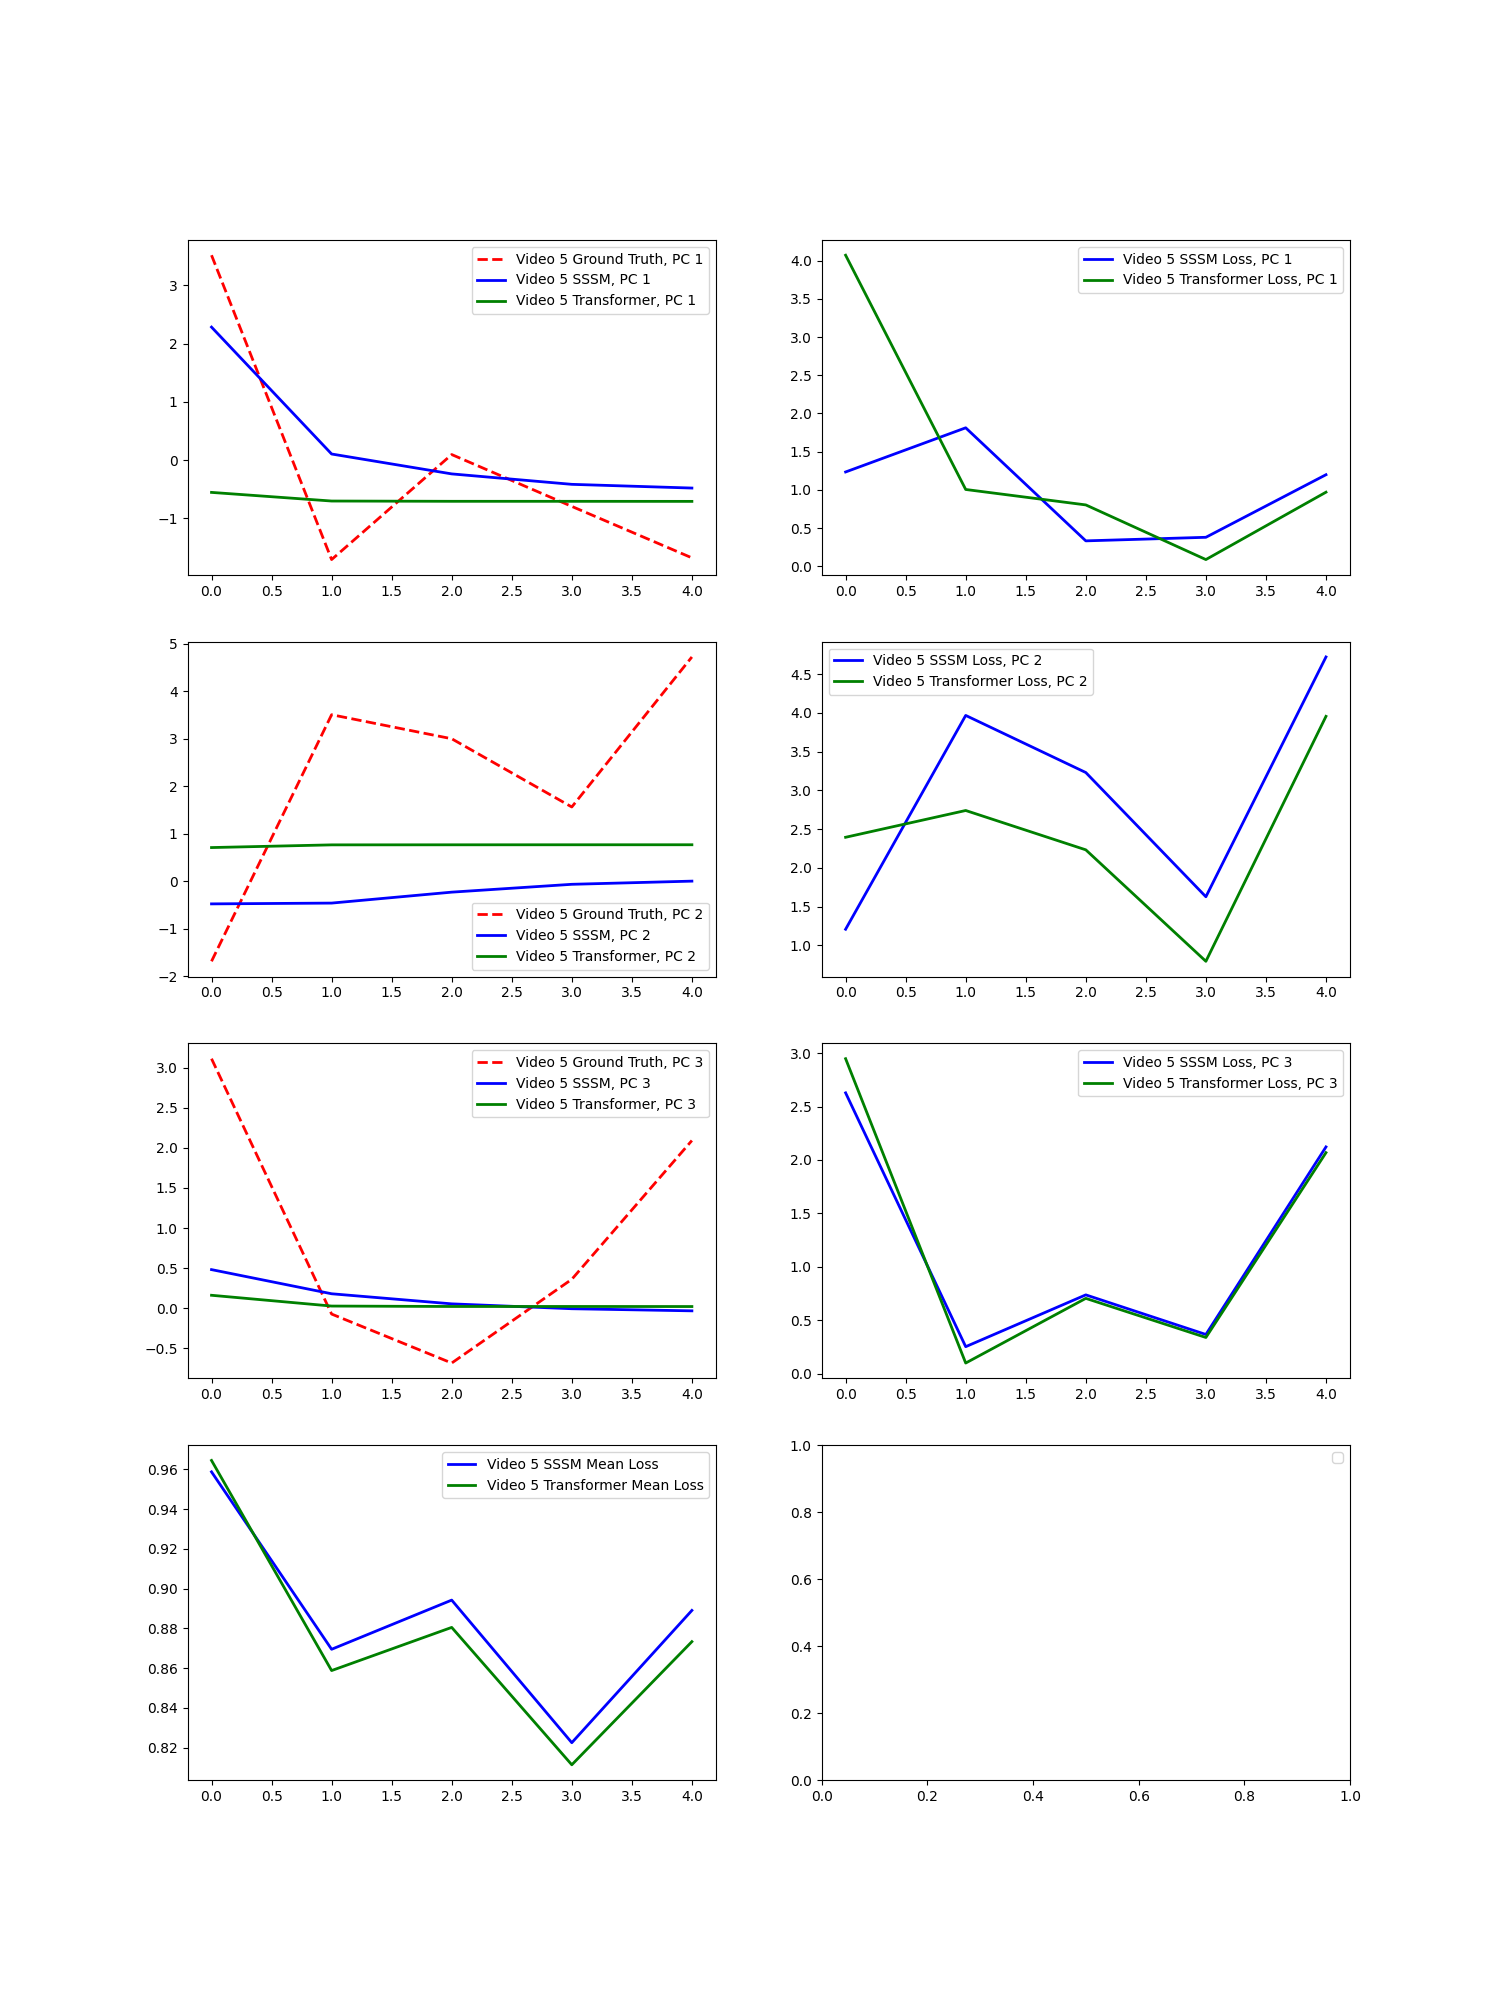 Video 5 Ground Truth, PC 1
Video 5 SSSM, PC 1
Video 5 Transformer, PC 1
3
2
1
0
−1
0.0 0.5 1.0 1.5 2.0 2.5 3.0 3.5 4.0
Video 5 SSSM Loss, PC 1
Video 5 Transformer Loss, PC 1
4.0
3.5
3.0
2.5
2.0
1.5
1.0
0.5
0.0
0.0 0.5 1.0 1.5 2.0 2.5 3.0 3.5 4.0
5
4
3
2
1
0
−1
−2
Video 5 Ground Truth, PC 2
Video 5 SSSM, PC 2
Video 5 Transformer, PC 2
0.0 0.5 1.0 1.5 2.0 2.5 3.0 3.5 4.0
Video 5 SSSM Loss, PC 2
Video 5 Transformer Loss, PC 2
4.5
4.0
3.5
3.0
2.5
2.0
1.5
1.0
0.0 0.5 1.0 1.5 2.0 2.5 3.0 3.5 4.0
Video 5 Ground Truth, PC 3
Video 5 SSSM, PC 3
Video 5 Transformer, PC 3
3.0
2.5
2.0
1.5
1.0
0.5
0.0
−0.5
0.0 0.5 1.0 1.5 2.0 2.5 3.0 3.5 4.0
Video 5 SSSM Loss, PC 3
Video 5 Transformer Loss, PC 3
3.0
2.5
2.0
1.5
1.0
0.5
0.0
0.0 0.5 1.0 1.5 2.0 2.5 3.0 3.5 4.0
Video 5 SSSM Mean Loss
Video 5 Transformer Mean Loss
0.96
0.94
0.92
0.90
0.88
0.86
0.84
0.82
0.0 0.5 1.0 1.5 2.0 2.5 3.0 3.5 4.0
1.0
0.8
0.6
0.4
0.2
0.0
0.0 0.2 0.4 0.6 0.8 1.0